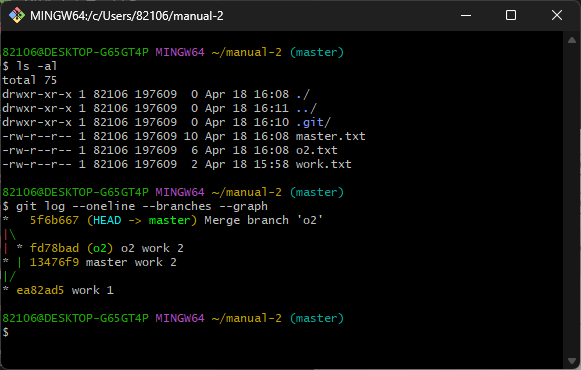 MINGW64:/c/Users/82106/manual-2
82106@DESKTOP-G65GT4P MINGW64 ~/manual-2 (master)
$ ls -al
total 75
drwxr-xr-x 1 82106 197609  0 Apr 18 16:08 ./
drwxr-xr-x 1 82106 197609  0 Apr 18 16:11 ../
drwxr-xr-x 1 82106 197609  0 Apr 18 16:10 .git/
-rw-r--r-- 1 82106 197609 10 Apr 18 16:08 master.txt
-rw-r--r-- 1 82106 197609  6 Apr 18 16:08 o2.txt
-rw-r--r-- 1 82106 197609  2 Apr 18 15:58 work.txt
82106@DESKTOP-G65GT4P MINGW64 ~/manual-2 (master)
$ git log --oneline --branches --graph
*   5f6b667 (HEAD -> master) Merge branch 'o2'
|\
| * fd78bad (o2) o2 work 2
* | 13476f9 master work 2
|/
* ea82ad5 work 1
82106@DESKTOP-G65GT4P MINGW64 ~/manual-2 (master)
$